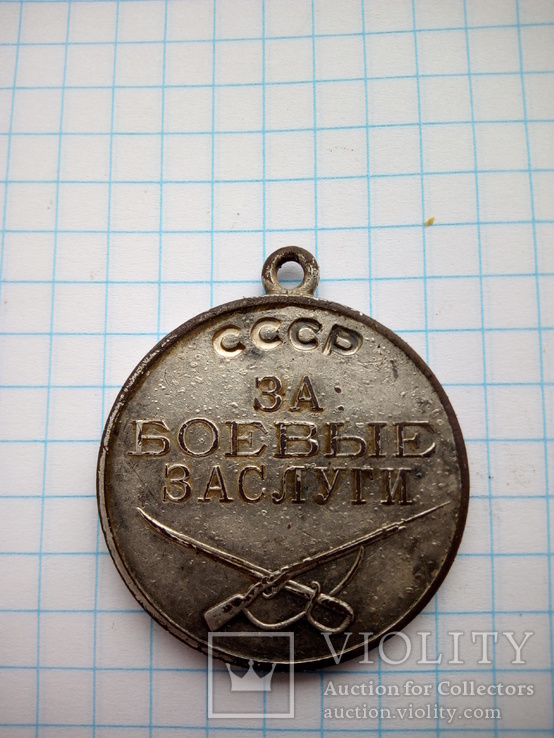 СССР
ЗА
БОЕВЫЕ
ЗАСЛУГИ
VIOLITY
Auction for Collectors
auction.violity.com